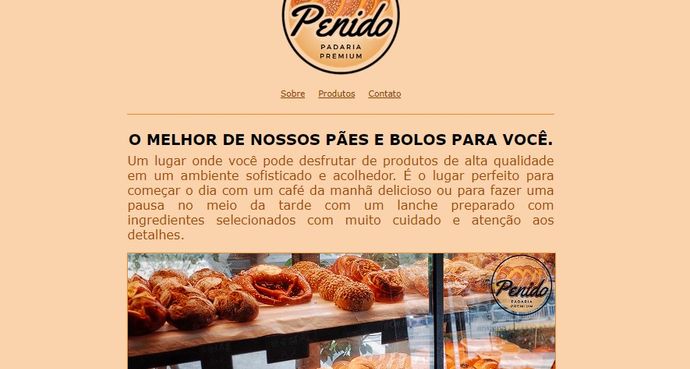 Penido
PADARIA
PREMIUM
Sobre Produtos Contato
O MELHOR DE NOSSOS PÃES E BOLOS PARA VOCÊ.
Um lugar onde você pode desfrutar de produtos de alta qualidade
em um ambiente sofisticado e acolhedor. É o lugar perfeito para
começar o dia com um café da manhã delicioso ou para fazer uma
pausa no meio da tarde com um lanche preparado com
ingredientes selecionados com muito cuidado e atenção aos
detalhes.
Penido
PADARIA
PREMIUM